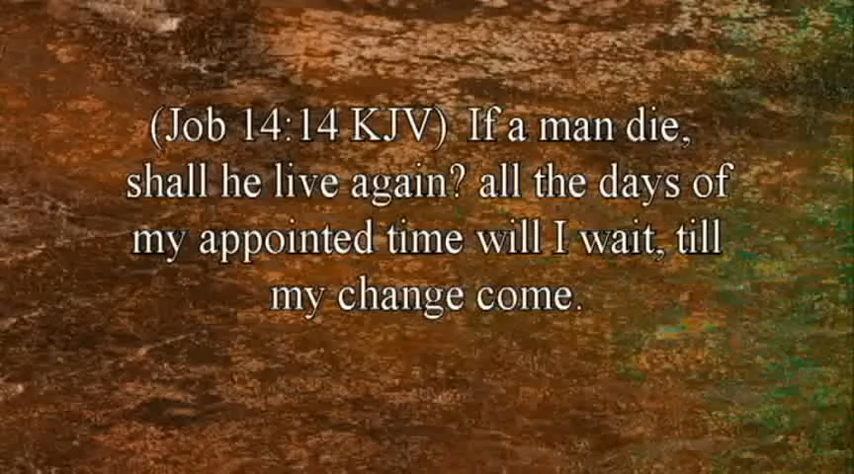 (Job 14:14 KJV) If a man die,
shall he live again? all the days of
my appointed time will I wait, till
my change come.